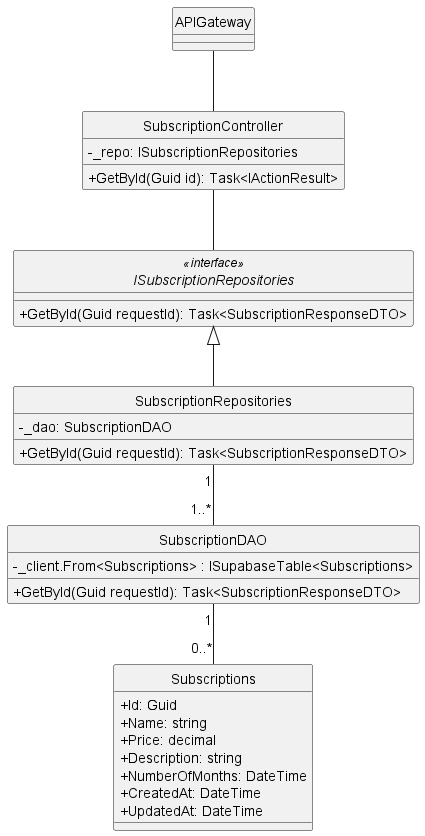 APIGateway
SubscriptionController
-_repo: ISubscriptionRepositories
+GetById(Guid id): Task<IActionResult>
«interface»
ISubscriptionRepositories
+GetById(Guid requestId): Task<SubscriptionResponseDTO>
SubscriptionRepositories
-_dao: SubscriptionDAO
+GetById(Guid requestId): Task<SubscriptionResponseDTO>
1
1..*
SubscriptionDAO
-_client.From<Subscriptions> : ISupabaseTable<Subscriptions>
+GetById(Guid requestId): Task<SubscriptionResponseDTO>
1
0..*
Subscriptions
+Id: Guid
+Name: string
+Price: decimal
+Description: string
+NumberOfMonths: DateTime
+CreatedAt: DateTime
+UpdatedAt: DateTime